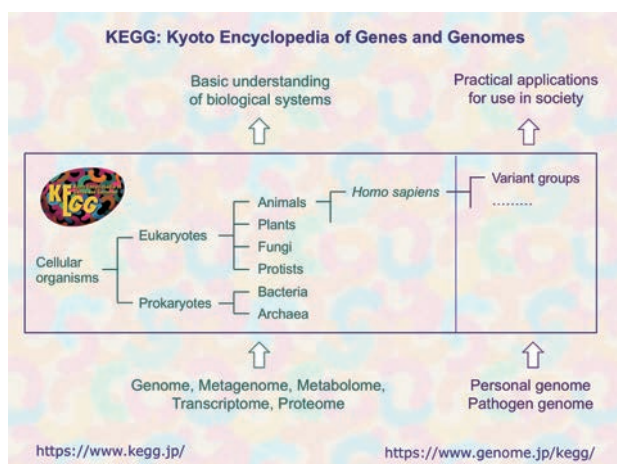 KEGG: Kyoto Encyclopedia of Genes and Genomes
Basic understanding
of biological systems
Practical applications
for use in society
KEGG
Cellular
organisms
Eukaryotes
Prokaryotes
Animals
Plants
Fungi
Protists
Bacteria
Archaea
Homo sapiens
Variant groups
.........
Genome, Metagenome, Metabolome,
Transcriptome, Proteome
Personal genome
Pathogen genome
https://www.kegg.jp/
https://www.genome.jp/kegg/